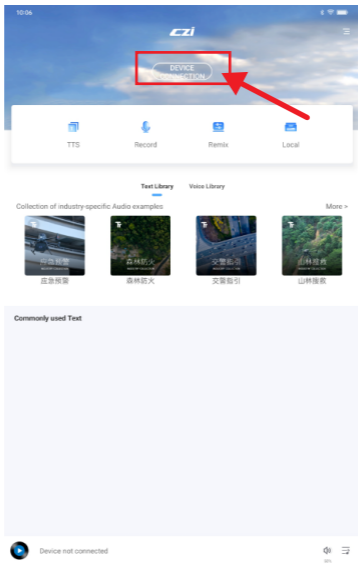 10:06
czi
DEVICE
CONNECTION
TTS
Record
Remix
Local
Text Library
Voice Library
Collection of industry-specific Audio examples
More >
应急预警
森林防火
交警指引
山林搜救
应急预警
森林防火
交警指引
山林搜救
Commonly used Text
Device not connected